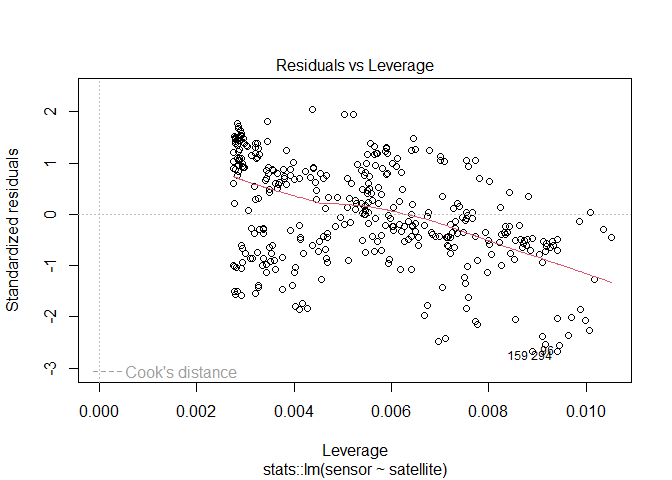 Residuals vs Leverage
Standardized residuals
2
1
0
-1
-2
-3
159 294
Cook's distance
0.000 0.002 0.004 0.006 0.008 0.010
Leverage
stats::lm(sensor ~ satellite)